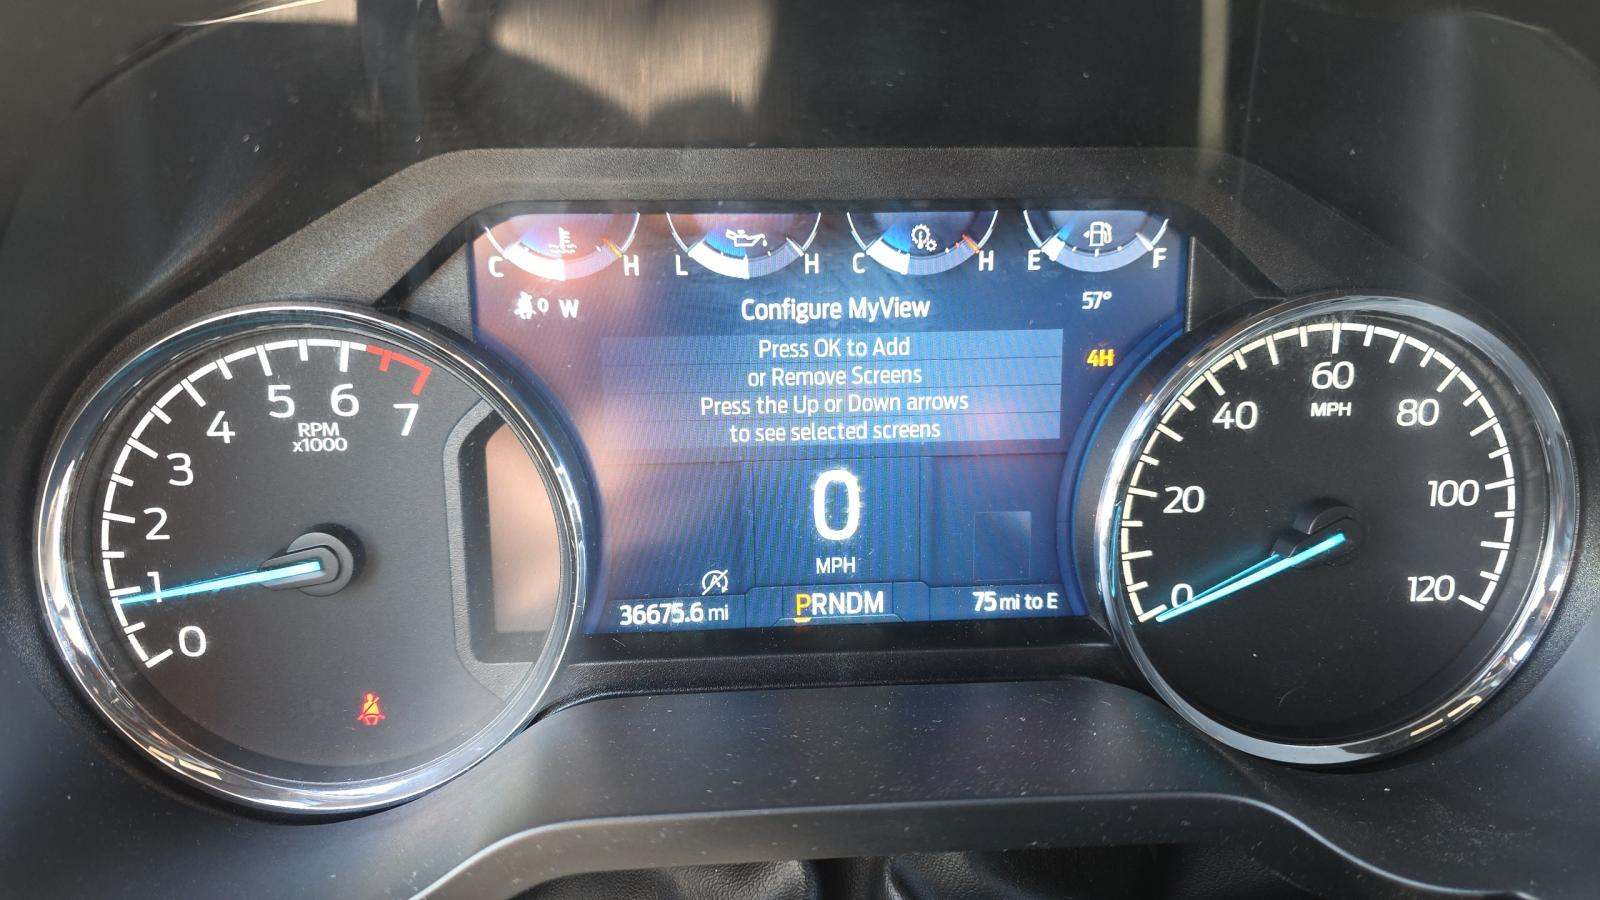 C H L H C H E F
0 W
Configure MyView
57°
Press OK to Add
or Remove Screens
Press the Up or Down arrows
to see selected screens
4H
0
MPH
36675.6 mi
PRNDM
75 mi to E
0 1 2 3 4 5 6 7
RPM
x1000
0 20 40 60 80 100 120
MPH